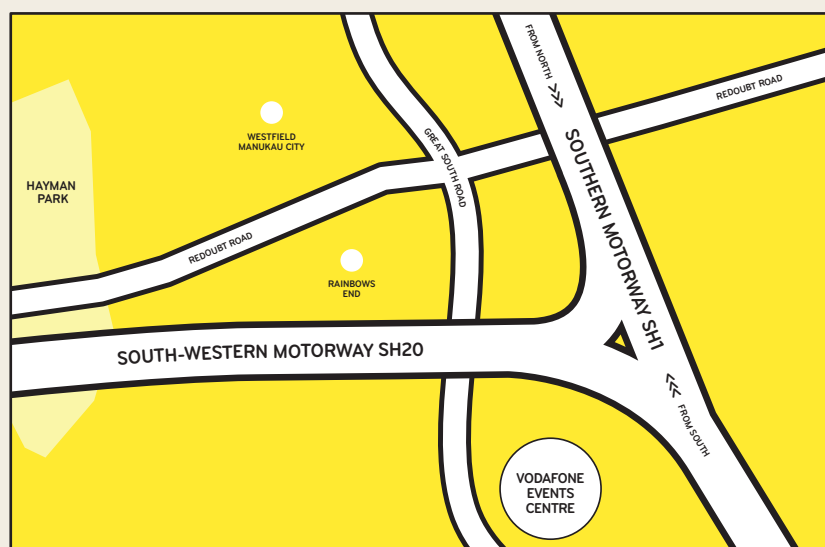 FROM NORTH
REDOUBT ROAD
WESTFIELD
MANUKAU CITY
GREAT SOUTH ROAD
SOUTHERN MOTORWAY SH1
HAYMAN
PARK
REDOUBT ROAD
RAINBOWS
END
SOUTH-WESTERN MOTORWAY SH20
FROM SOUTH
VODAFONE
EVENTS
CENTRE